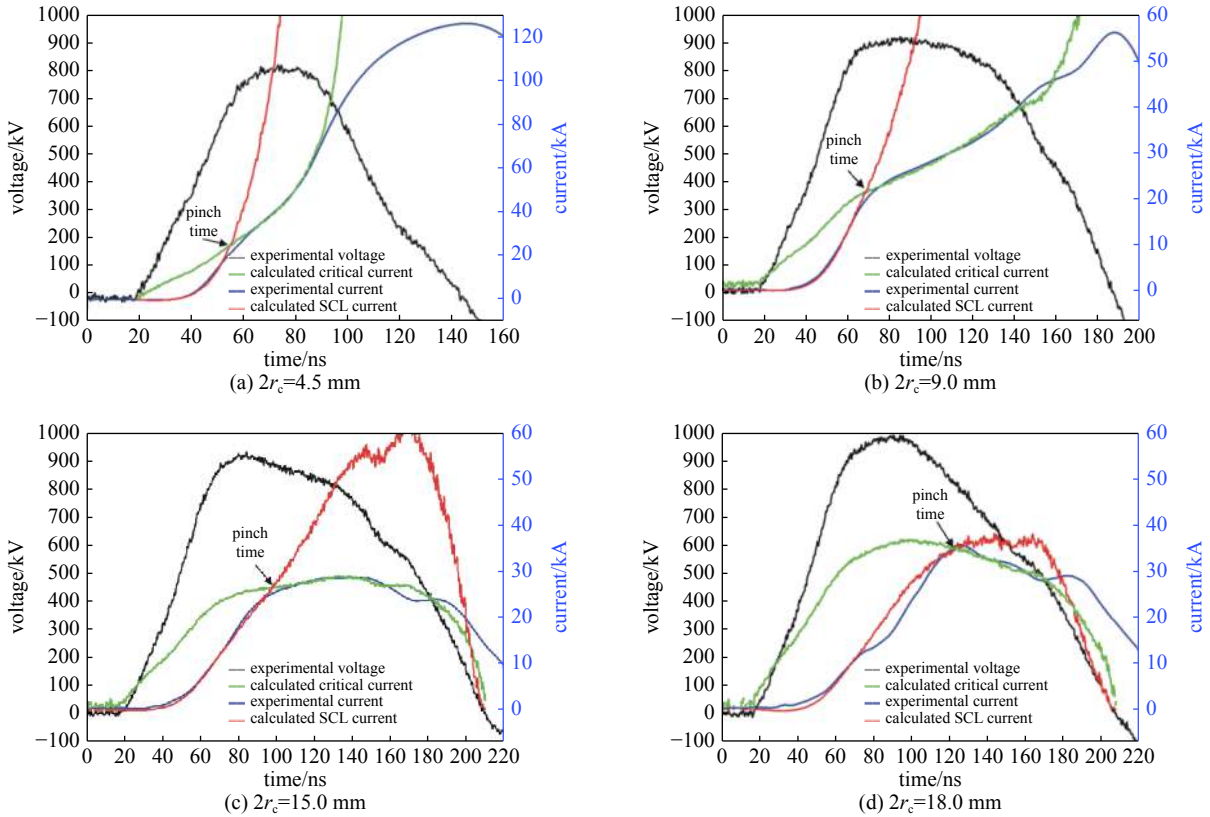 1000
900
800
700
600
500
400
300
200
100
0
−100
voltage/kV
120
100
80
60
40
20
0
current/kA
pinch
time
experimental voltage
calculated critical current
experimental current
calculated SCL current
0 20 40 60 80 100 120 140 160
time/ns
(a) 2rc=4.5 mm
1000
900
800
700
600
500
400
300
200
100
0
−100
voltage/kV
60
50
40
30
20
10
0
current/kA
pinch
time
experimental voltage
calculated critical current
experimental current
calculated SCL current
0 20 40 60 80 100 120 140 160 180 200
time/ns
(b) 2rc=9.0 mm
1000
900
800
700
600
500
400
300
200
100
0
−100
voltage/kV
60
50
40
30
20
10
0
current/kA
pinch
time
experimental voltage
calculated critical current
experimental current
calculated SCL current
0 20 40 60 80 100 120 140 160 180 200 220
time/ns
(c) 2rc=15.0 mm
1000
900
800
700
600
500
400
300
200
100
0
−100
voltage/kV
60
50
40
30
20
10
0
current/kA
pinch
time
experimental voltage
calculated critical current
experimental current
calculated SCL current
0 20 40 60 80 100 120 140 160 180 200 220
time/ns
(d) 2rc=18.0 mm